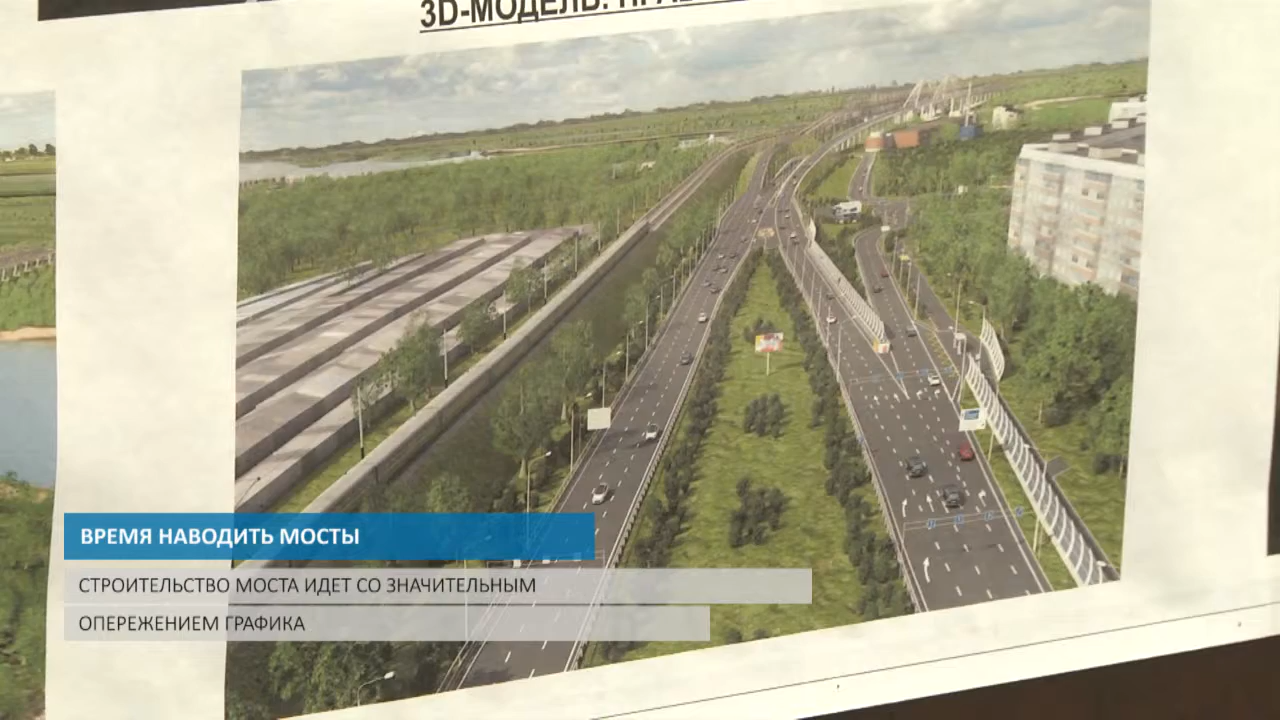 3D-МОДЕЛЬ.
ВРЕМЯ НАВОДИТЬ МОСТЫ
СТРОИТЕЛЬСТВО МОСТА ИДЕТ СО ЗНАЧИТЕЛЬНЫМ
ОПЕРЕЖЕНИЕМ ГРАФИКА